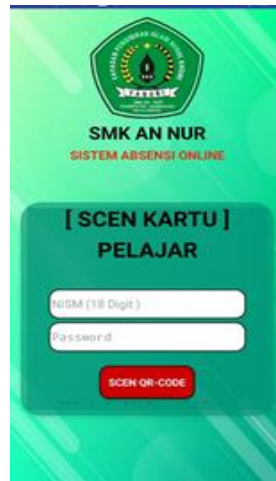 SMK AN NUR
SISTEM ABSENSI ONLINE
[ SCEN KARTU ]
PELAJAR
NISM (18 Digit)
Password
SCEN QR-CODE